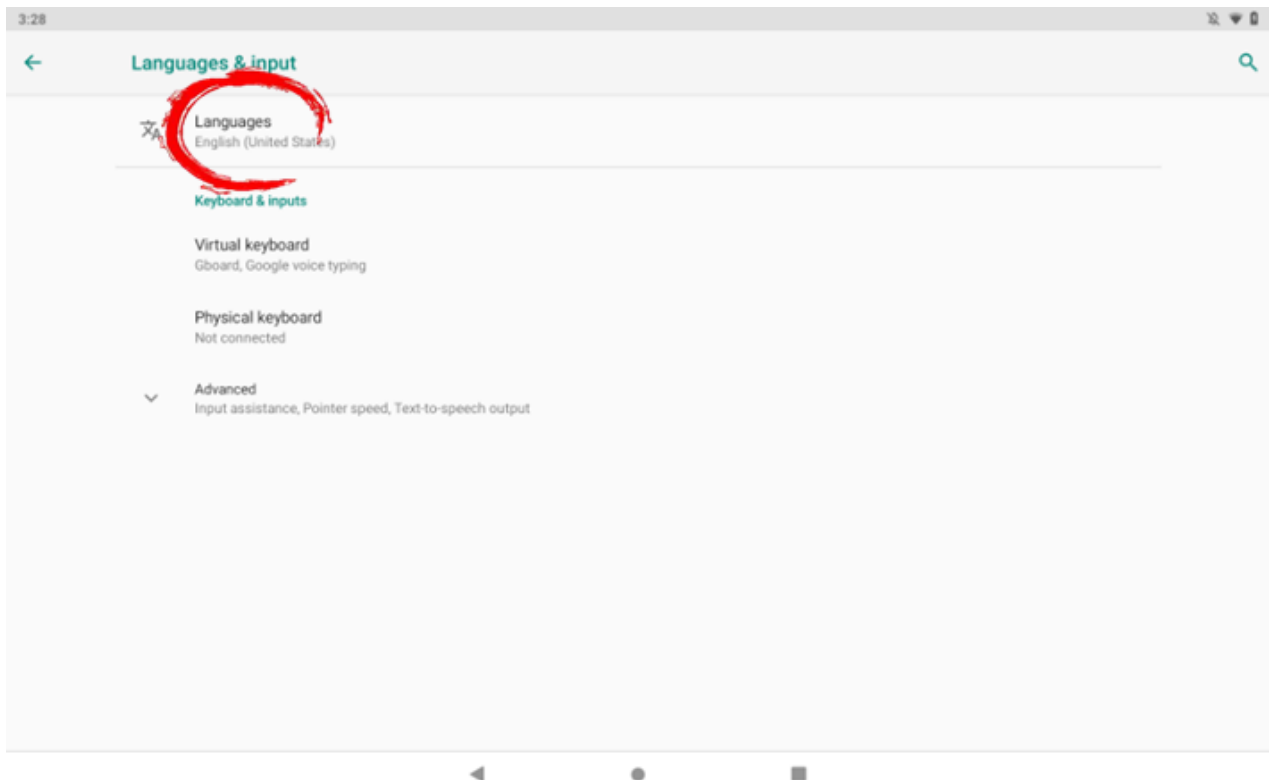 3:28
Languages & input
Languages
English (United States)
Keyboard & inputs
Virtual keyboard
Gboard, Google voice typing
Physical keyboard
Not connected
Advanced
Input assistance, Pointer speed, Text-to-speech output